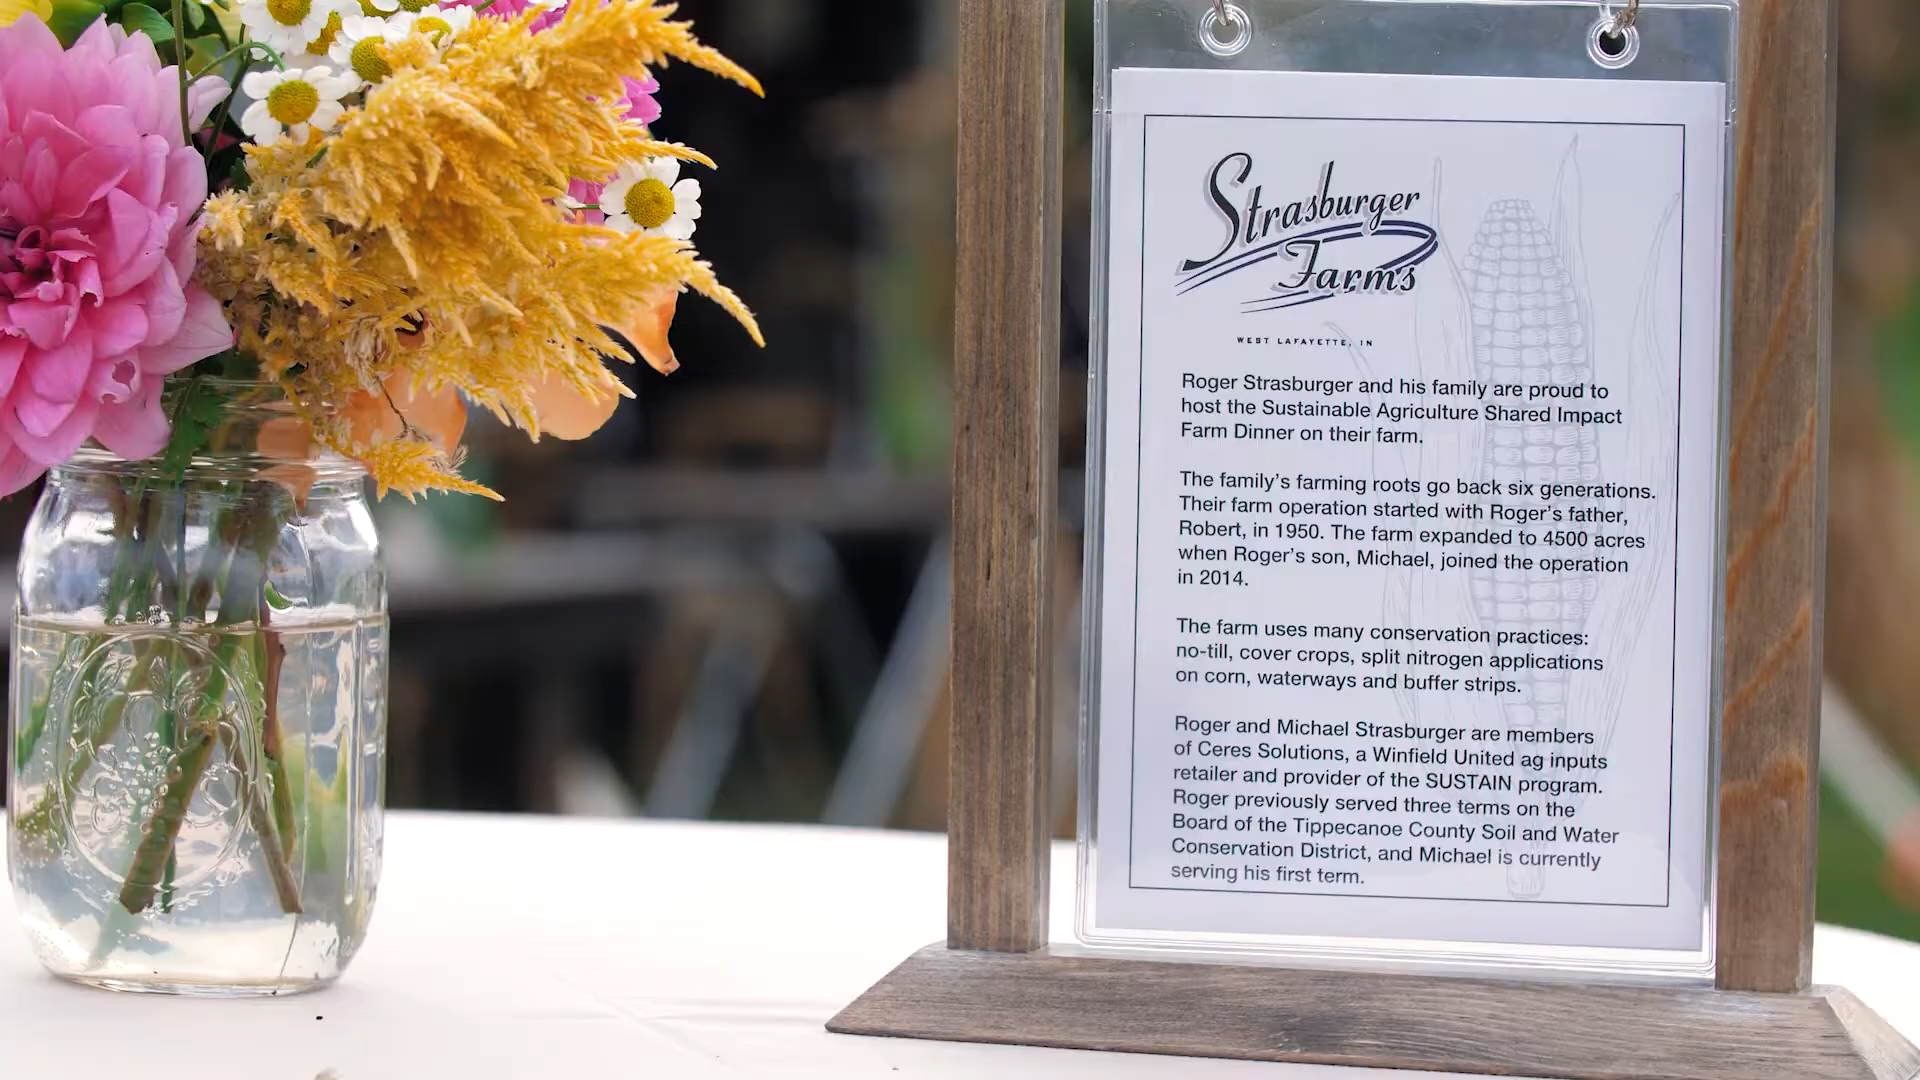 Strasburger
Farms
WEST LAFAYETTE, IN
Roger Strasburger and his family are proud to
host the Sustainable Agriculture Shared Impact
Farm Dinner on their farm.
The family's farming roots go back six generations.
Their farm operation started with Roger's father,
Robert, in 1950. The farm expanded to 4500 acres
when Roger's son, Michael, joined the operation
in 2014.
The farm uses many conservation practices:
no-till, cover crops, split nitrogen applications
on corn, waterways and buffer strips.
Roger and Michael Strasburger are members
of Ceres Solutions, a Winfield United ag inputs
retailer and provider of the SUSTAIN program.
Roger previously served three terms on the
Board of the Tippecanoe County Soil and Water
Conservation District, and Michael is currently
serving his first term.